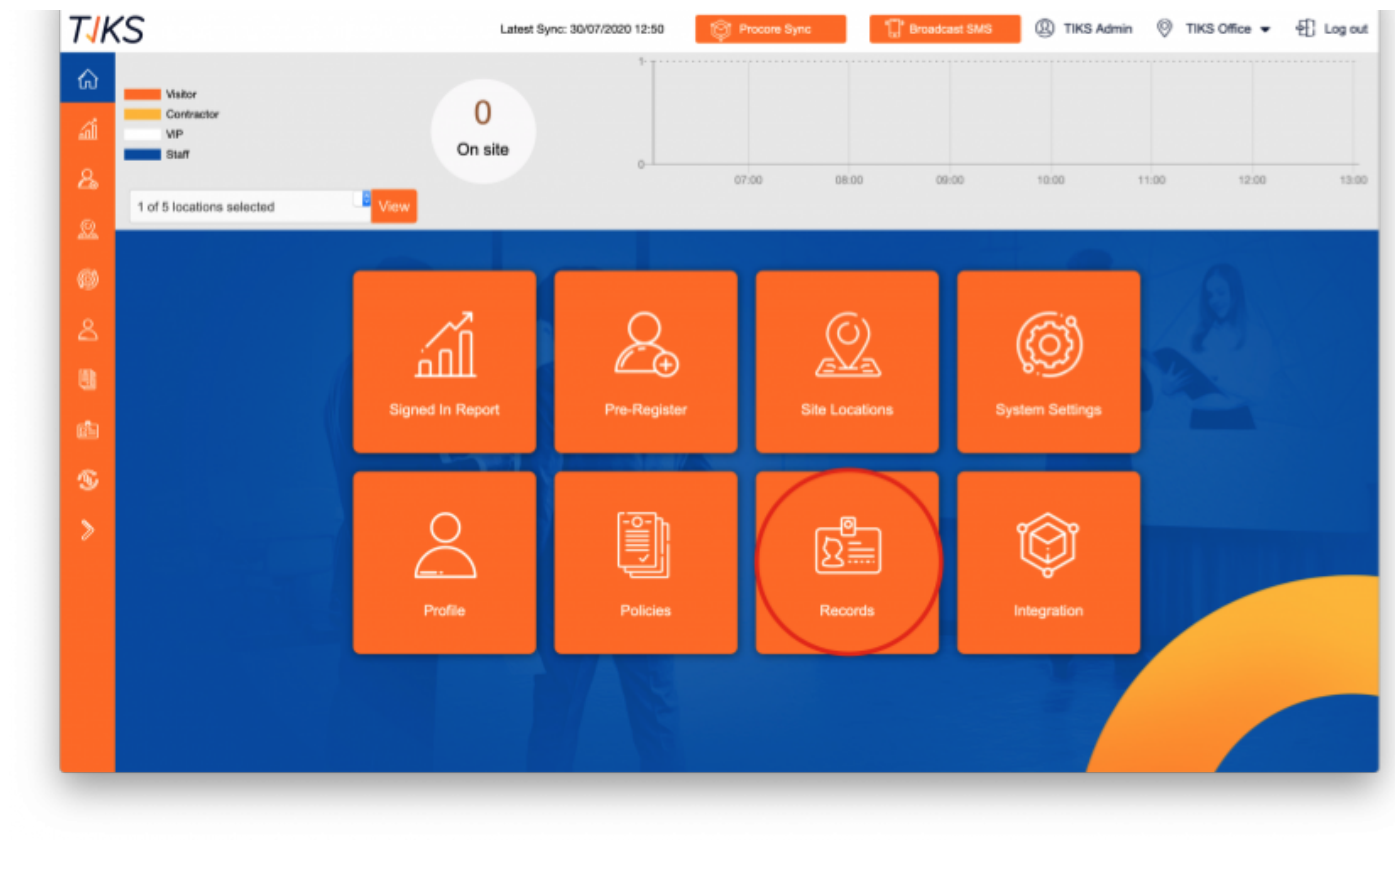 TIKS
Latest Sync: 30/07/2020 12:50
Procore Sync
Broadcast SMS
TIKS Admin
TIKS Office
Log out
Visitor
Contractor
VIP
Staff
0
On site
1
0
07:00 08:00 09:00 10:00 11:00 12:00 13:00
1 of 5 locations selected
View
Signed In Report
Pre-Register
Site Locations
System Settings
Profile
Policies
Records
Integration